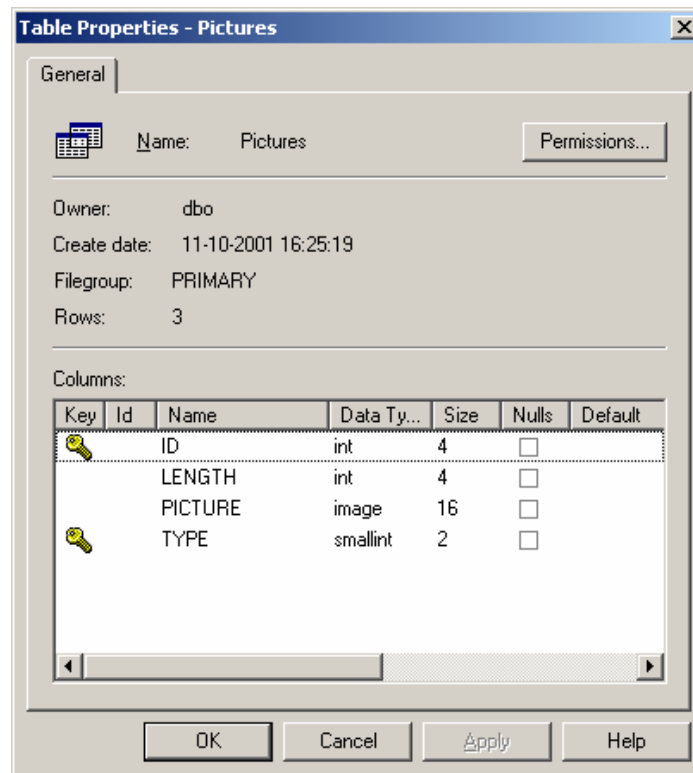 Table Properties - Pictures
General
Name: Pictures Permissions...
Owner: dbo
Create date: 11-10-2001 16:25:19
Filegroup: PRIMARY
Rows: 3
Columns:
Key Id Name Data Ty... Size Nulls Default
ID int 4
LENGTH int 4
PICTURE image 16
TYPE smallint 2
OK Cancel Apply Help